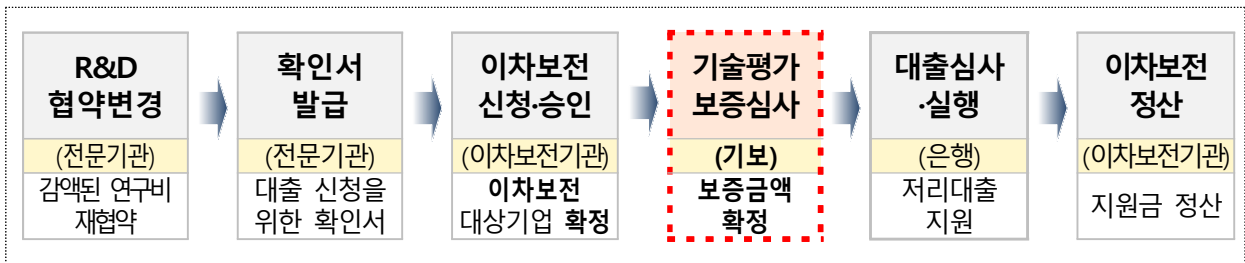 R&D
협약변경
(전문기관)
감액된 연구비
재협약
확인서
발급
(전문기관)
대출 신청을
위한 확인서
이차보전
신청·승인
(이차보전기관)
이차보전
대상기업 확정
기술평가
보증심사
(기보)
보증금액
확정
대출심사
·실행
(은행)
저리대출
지원
이차보전
정산
(이차보전기관)
지원금 정산